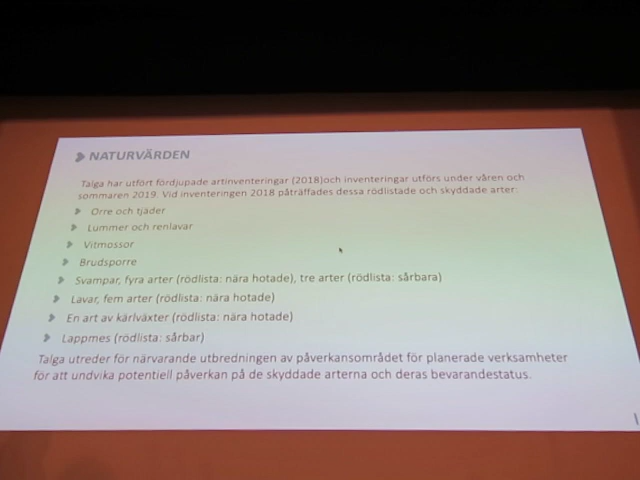 NATURVÄRDEN
Talga har utfört fördjupade artinventeringar (2018)och inventeringar utförs under våren och
sommaren 2019. Vid inventeringen 2018 påträffades dessa rödlistade och skyddade arter:
Orre och tjäder
Lummer och renlavar
Vitmossor
Brudsporre
Svampar, fyra arter (rödlista: nära hotade), tre arter (rödlista: sårbara)
Lavar, fem arter (rödlista: nära hotade)
En art av kärlväxter (rödlista: nära hotade)
Lappmes (rödlista: sårbar)
Talga utreder för närvarande utbredningen av påverkansområdet för planerade verksamheter
för att undvika potentiell påverkan på de skyddade arterna och deras bevarandestatus.